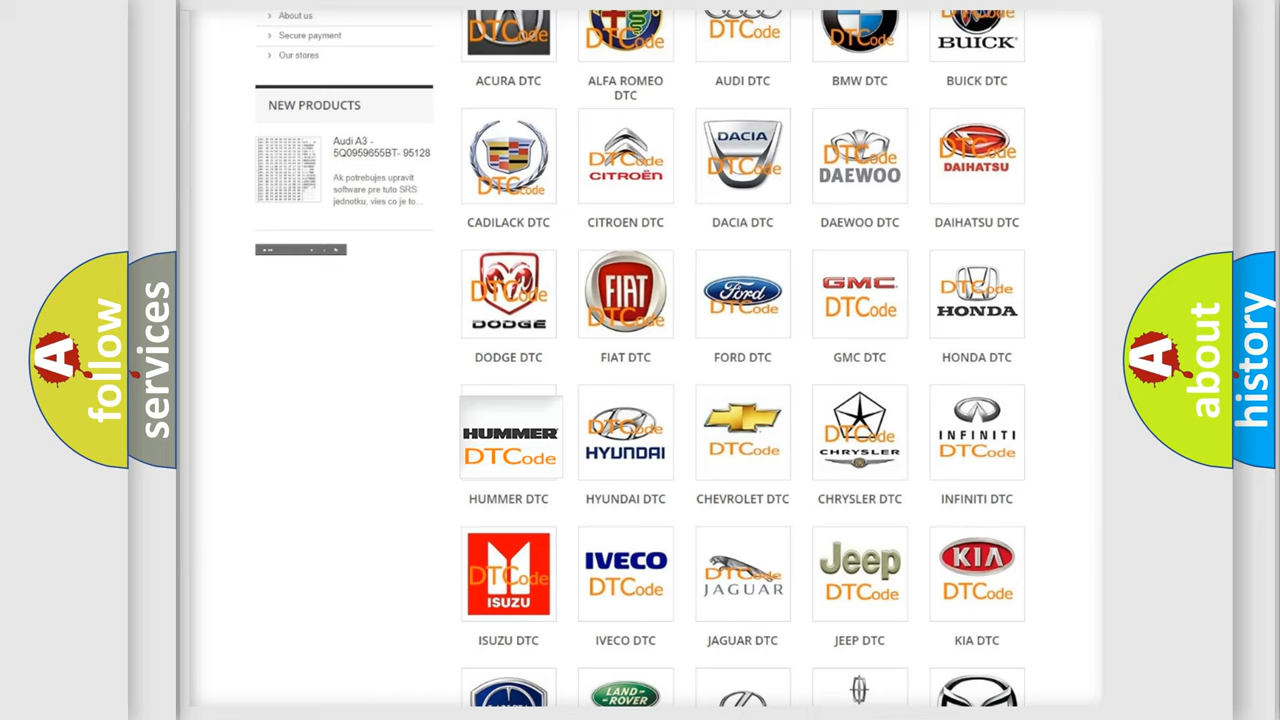 About us
Secure payment
Our stores
NEW PRODUCTS
Audi A3 -
5Q0959655BT- 95128
Ak potrebujes upravit
software pre tuto SRS
jednotku, vies co je to...
DTCode
DTCode
DTCode
DTCode
BUICK
ACURA DTC
ALFA ROMEO
DTC
AUDI DTC
BMW DTC
BUICK DTC
DTCode
DTCode
CITROËN
DACIA
DTCode
DTCode
DAEWOO
DTCode
DAIHATSU
CADILACK DTC
CITROEN DTC
DACIA DTC
DAEWOO DTC
DAIHATSU DTC
DTCode
DODGE
FIAT
DTCode
Ford
DTCode
GMC
DTCode
DTCode
HONDA
DODGE DTC
FIAT DTC
FORD DTC
GMC DTC
HONDA DTC
HUMMER
DTCode
DTCode
HYUNDAI
DTCode
DTCode
CHRYSLER
INFINITI
DTCode
HUMMER DTC
HYUNDAI DTC
CHEVROLET DTC
CHRYSLER DTC
INFINITI DTC
DTCode
ISUZU
IVECO
DTCode
DTCode
JAGUAR
Jeep
DTCode
KIA
DTCode
ISUZU DTC
IVECO DTC
JAGUAR DTC
JEEP DTC
KIA DTC
LAND-
ROVER
A follow
services
A about
history